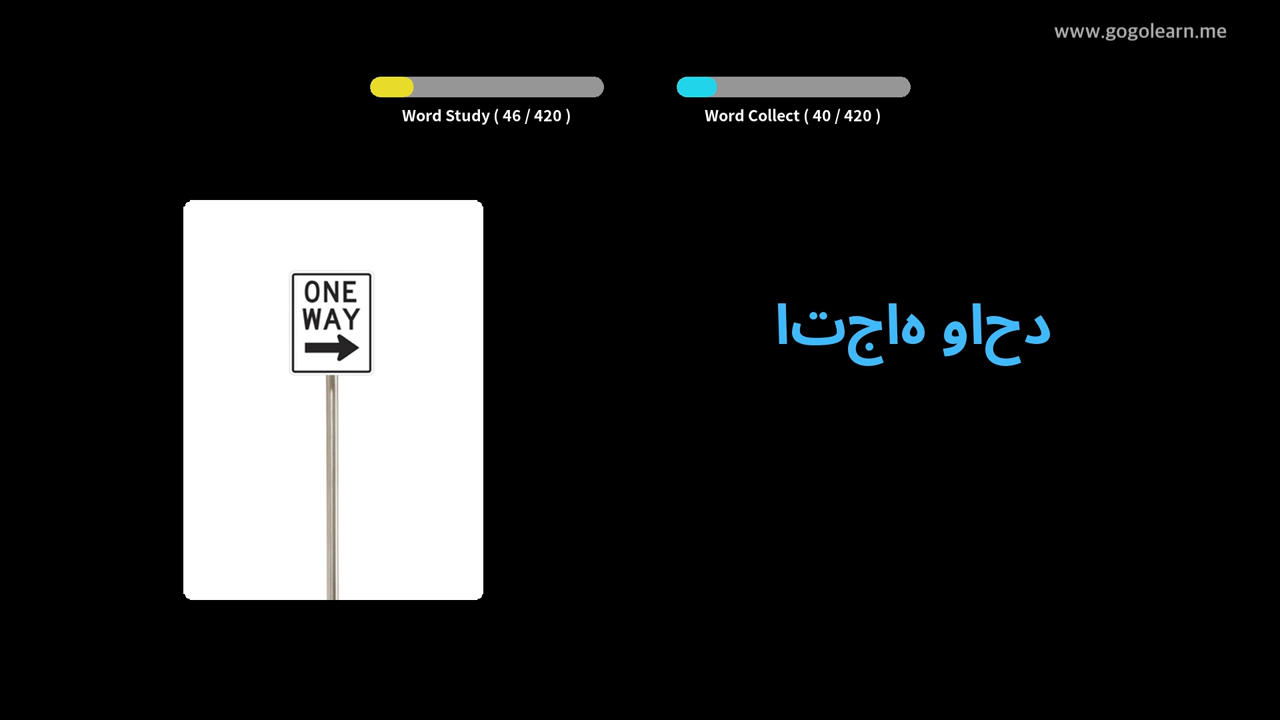 www.gogolearn.me
Word Study ( 46 / 420 )
Word Collect ( 40 / 420 )
ONE
WAY
دحاو هاجتا